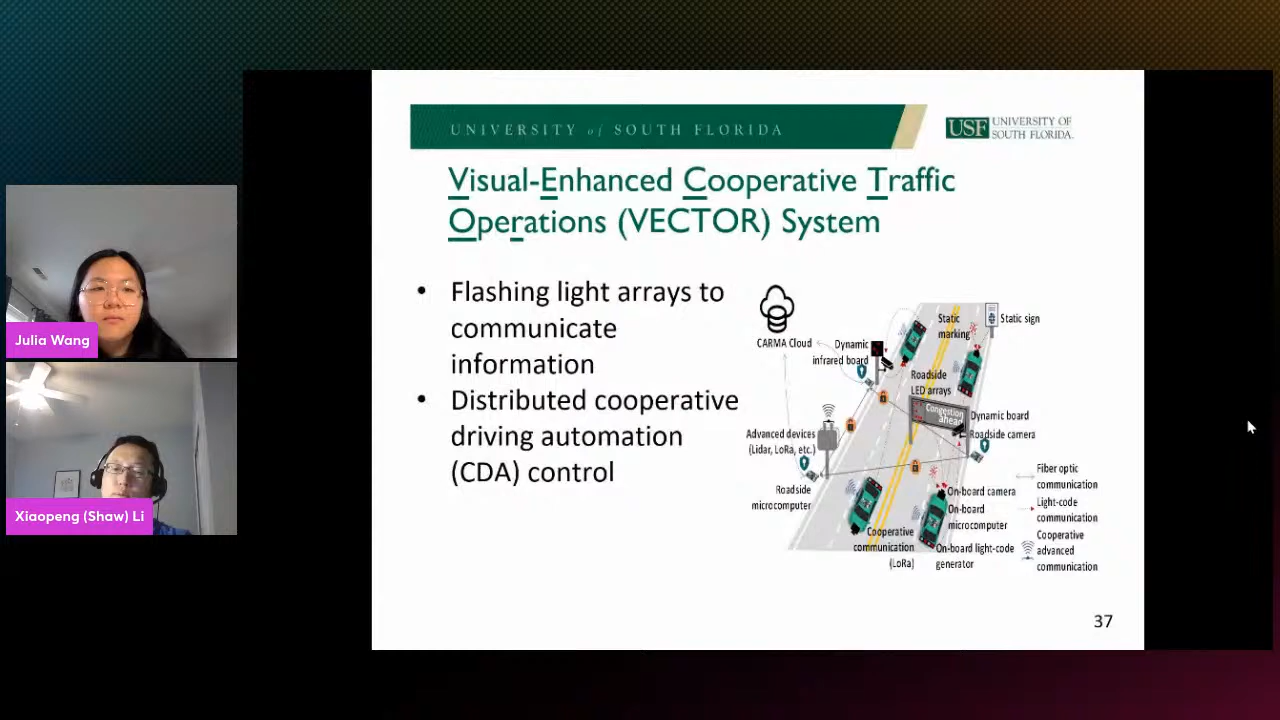 UNIVERSITY of SOUTH FLORIDA
USF UNIVERSITY OF
SOUTH FLORIDA.
Visual-Enhanced Cooperative Traffic
Operations (VECTOR) System
• Flashing light arrays to
communicate
information
• Distributed cooperative
driving automation
(CDA) control
CARMA Cloud
Dynamic
infrared board
Static
marking
Static sign
Roadside
LED arrays
Congestion
ahead
Dynamic board
Roadside camera
Advanced devices
(Lidar, LoRa, etc.)
Roadside
microcomputer
Cooperative
communication
(LoRa)
On-board camera
On-board
microcomputer
On-board light-code
generator
Fiber optic
communication
Light-code
communication
Cooperative
advanced
communication
37
Julia Wang
Xiaopeng (Shaw) Li